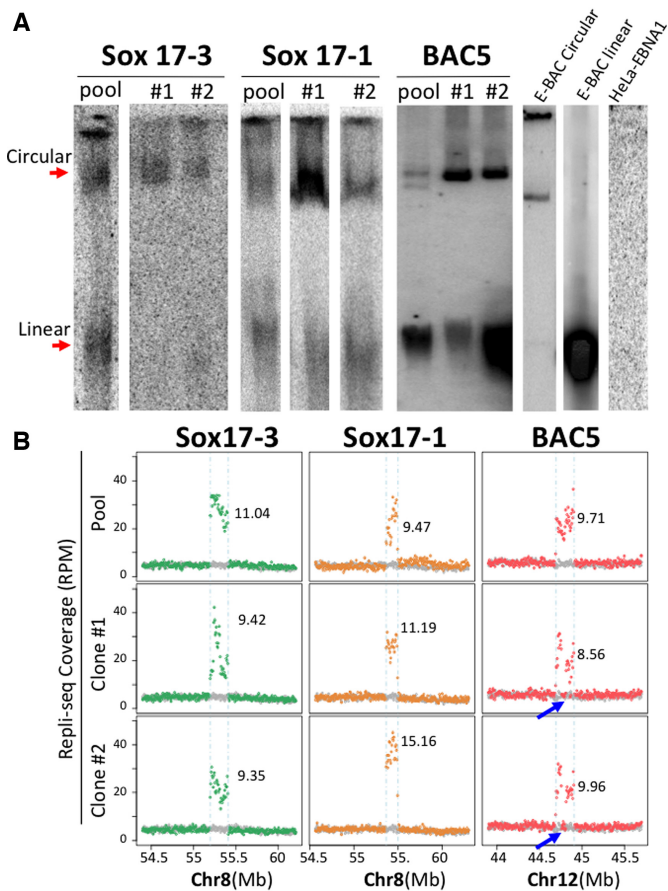 A
Sox 17-3 Sox 17-1 BAC5
pool #1 #2 pool #1 #2 pool #1 #2 E-BAC Circular E-BAC linear HeLa-EBNA1
Circular
Linear
B
Sox17-3 Sox17-1 BAC5
Repli-seq Coverage (RPM)
Pool
40
20
0
11.04 9.47 9.71
Clone #1
40
20
0
9.42 11.19 8.56
Clone #2
40
20
0
9.35 15.16 9.96
54.5 55.5 60 55.5 55. 60 44 44.5 45 45.5
Chr8(Mb) Chr8(Mb) Chr12(Mb)